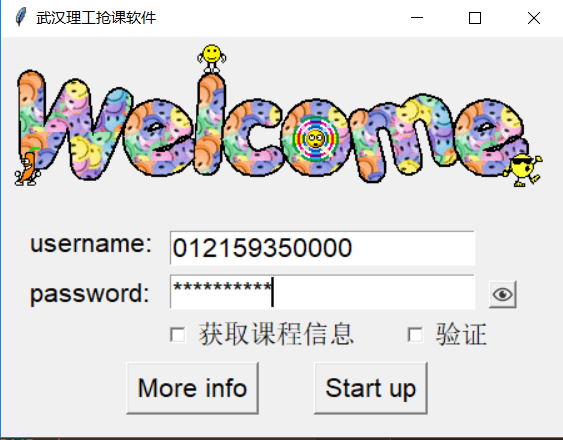 武汉理工抢课软件
welcome
username: 012159350000
password: **********
获取课程信息 验证
More info Start up